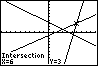 Intersection
X=6 Y=3